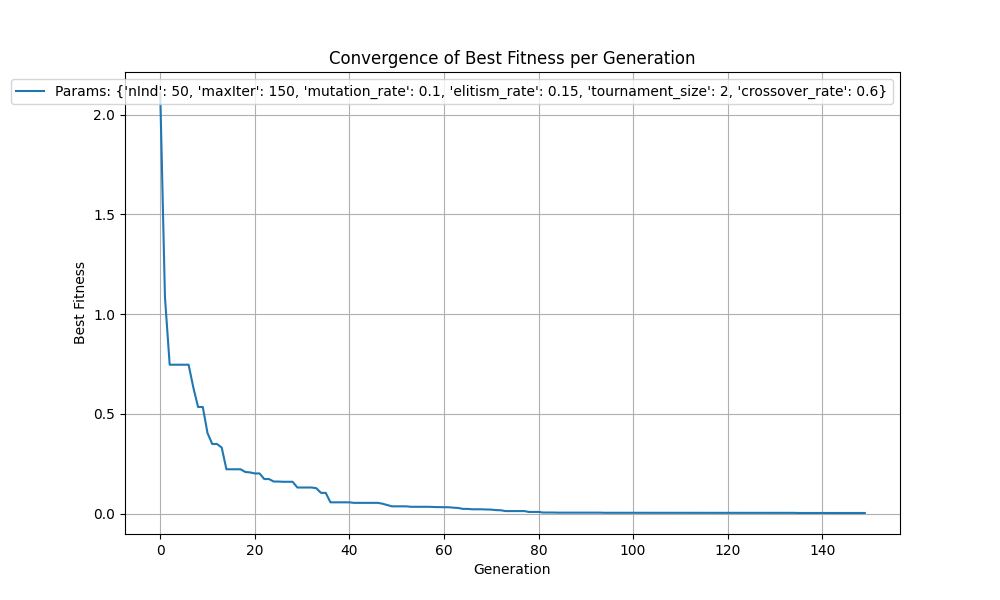 Convergence of Best Fitness per Generation
Params: {'nInd': 50, 'maxIter': 150, 'mutation_rate': 0.1, 'elitism_rate': 0.15, 'tournament_size': 2, 'crossover_rate': 0.6}
2.0
1.5
1.0
0.5
0.0
Best Fitness
0 20 40 60 80 100 120 140
Generation